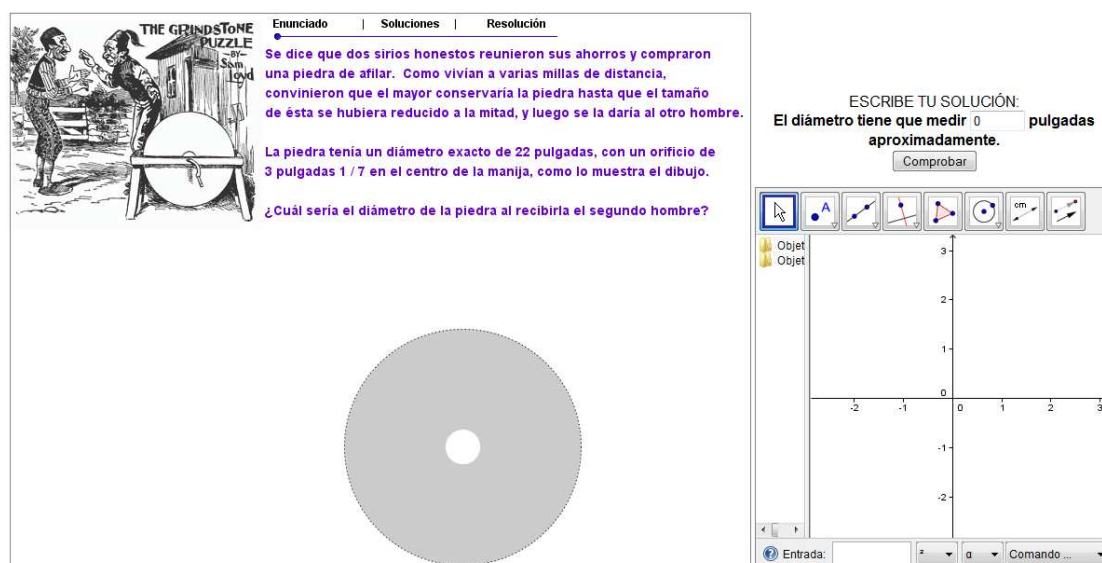 THE GRINDSTONE
PUZZLE
-BY-
Sam
Loyd
Enunciado | Soluciones | Resolución
Se dice que dos sirios honestos reunieron sus ahorros y compraron
una piedra de afilar. Como vivían a varias millas de distancia,
convinieron que el mayor conservaría la piedra hasta que el tamaño
de ésta se hubiera reducido a la mitad, y luego se la daría al otro hombre.
La piedra tenía un diámetro exacto de 22 pulgadas, con un orificio de
3 pulgadas 1 / 7 en el centro de la manija, como lo muestra el dibujo.
¿Cuál sería el diámetro de la piedra al recibirla el segundo hombre?
ESCRIBE TU SOLUCIÓN:
El diámetro tiene que medir 0 pulgadas
aproximadamente.
Comprobar
A
cm
Objet
Objet
3
2
1
0
-2 -1 0 1 2 3
-1
-2
Entrada: ² α Comando ...